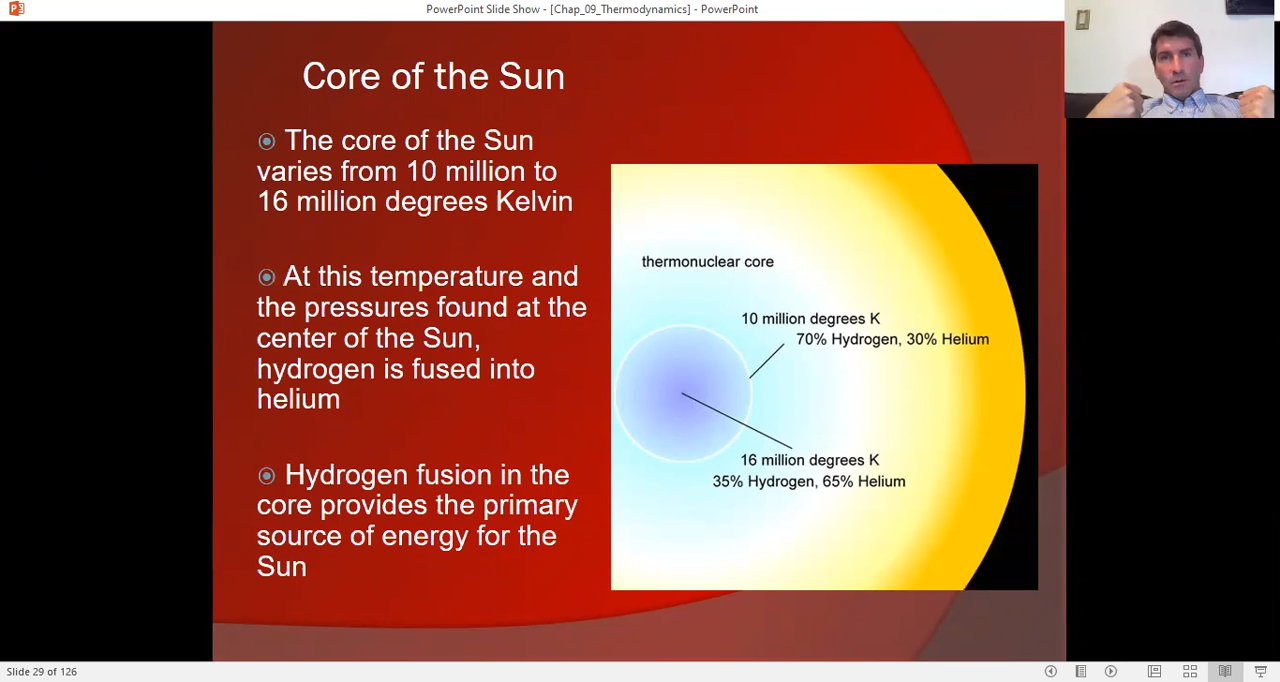 PowerPoint Slide Show - [Chap_09_Thermodynamics] - PowerPoint
Core of the Sun
The core of the Sun
varies from 10 million to
16 million degrees Kelvin
At this temperature and
the pressures found at the
center of the Sun,
hydrogen is fused into
helium
Hydrogen fusion in the
core provides the primary
source of energy for the
Sun
thermonuclear core
10 million degrees K
70% Hydrogen, 30% Helium
16 million degrees K
35% Hydrogen, 65% Helium
Slide 29 of 126